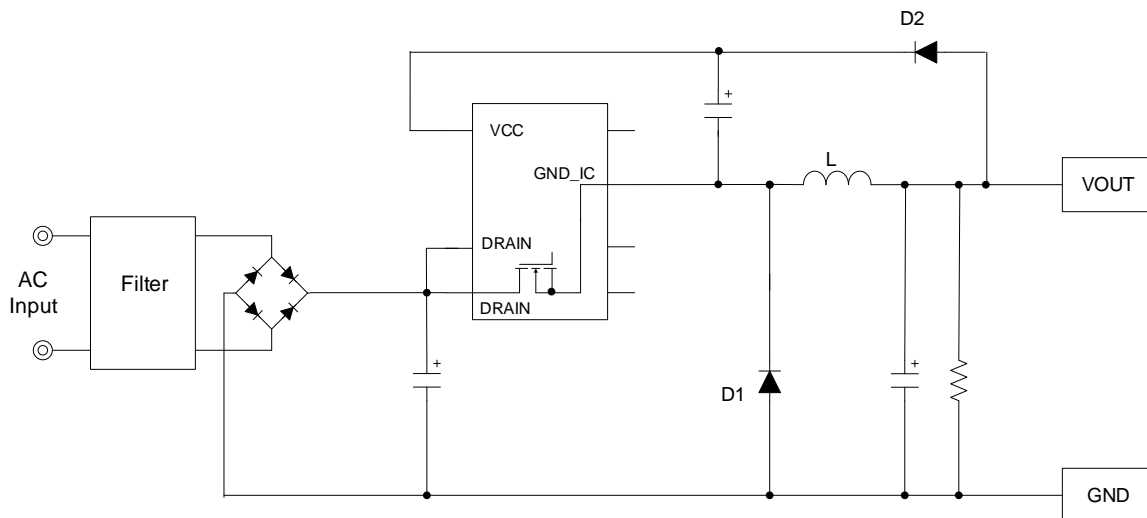 D2
+
VCC
L
GND_IC
VOUT
DRAIN
Filter
AC
Input
DRAIN
+
+
D1
GND